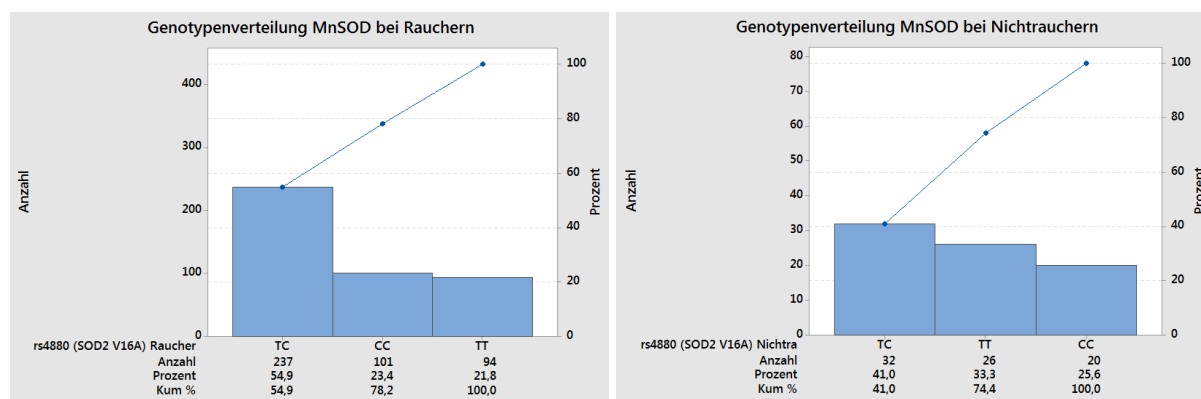 Genotypenverteilung MnSOD bei Rauchern
Anzahl
400
300
200
100
0
100
80
60
40
20
0
Prozent
rs4880 (SOD2 V16A) Raucher TC CC TT
Anzahl 237 101 94
Prozent 54,9 23,4 21,8
Kum % 54,9 78,2 100,0
Genotypenverteilung MnSOD bei Nichtrauchern
Anzahl
80
70
60
50
40
30
20
10
0
100
80
60
40
20
0
Prozent
rs4880 (SOD2 V16A) Nichtra TC TT CC
Anzahl 32 26 20
Prozent 41,0 33,3 25,6
Kum % 41,0 74,4 100,0